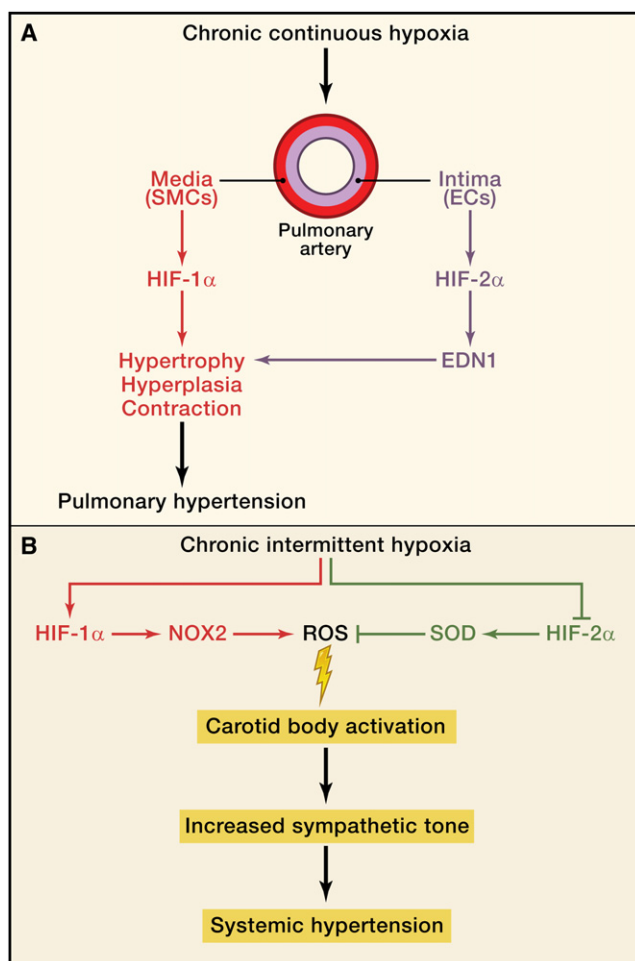 A
Chronic continuous hypoxia
Media
(SMCs)
Intima
(ECs)
Pulmonary
artery
HIF-1α
HIF-2α
Hypertrophy
Hyperplasia
Contraction
EDN1
Pulmonary hypertension
B
Chronic intermittent hypoxia
HIF-1α
NOX2
ROS
SOD
HIF-2α
Carotid body activation
Increased sympathetic tone
Systemic hypertension